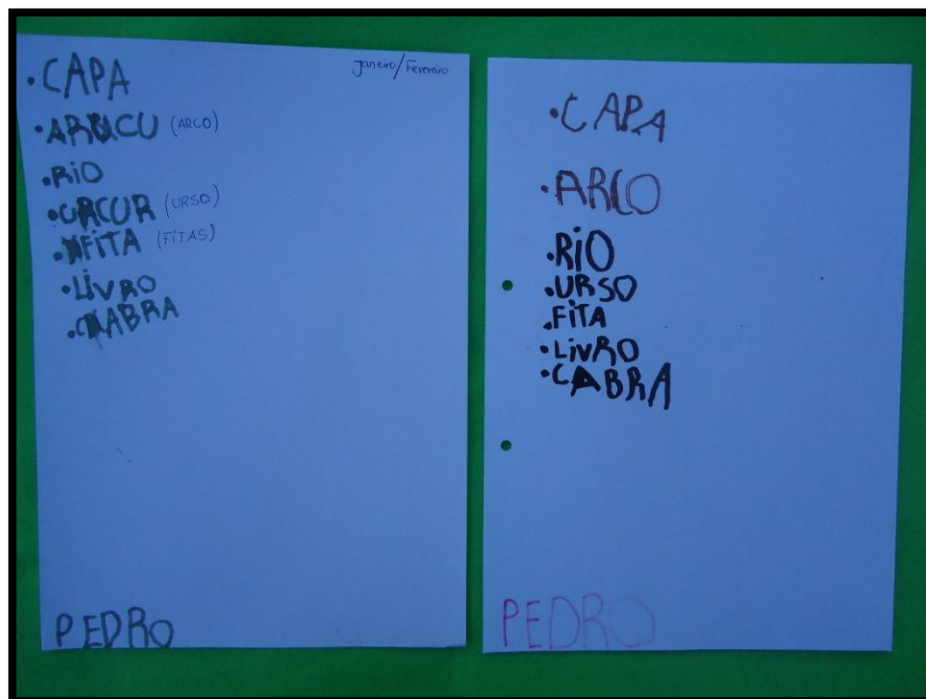 Janeiro/Fevereiro
•CAPA
•ARUCU (ARCO)
•RiO
•URCUR (URSO)
•FiTA (FiTAS)
•LiVRO
•CABRA
PEDRO
•CAPA
•ARCO
•RiO
•URSO
•FiTA
•LiVRO
•CABRA
PEDRO